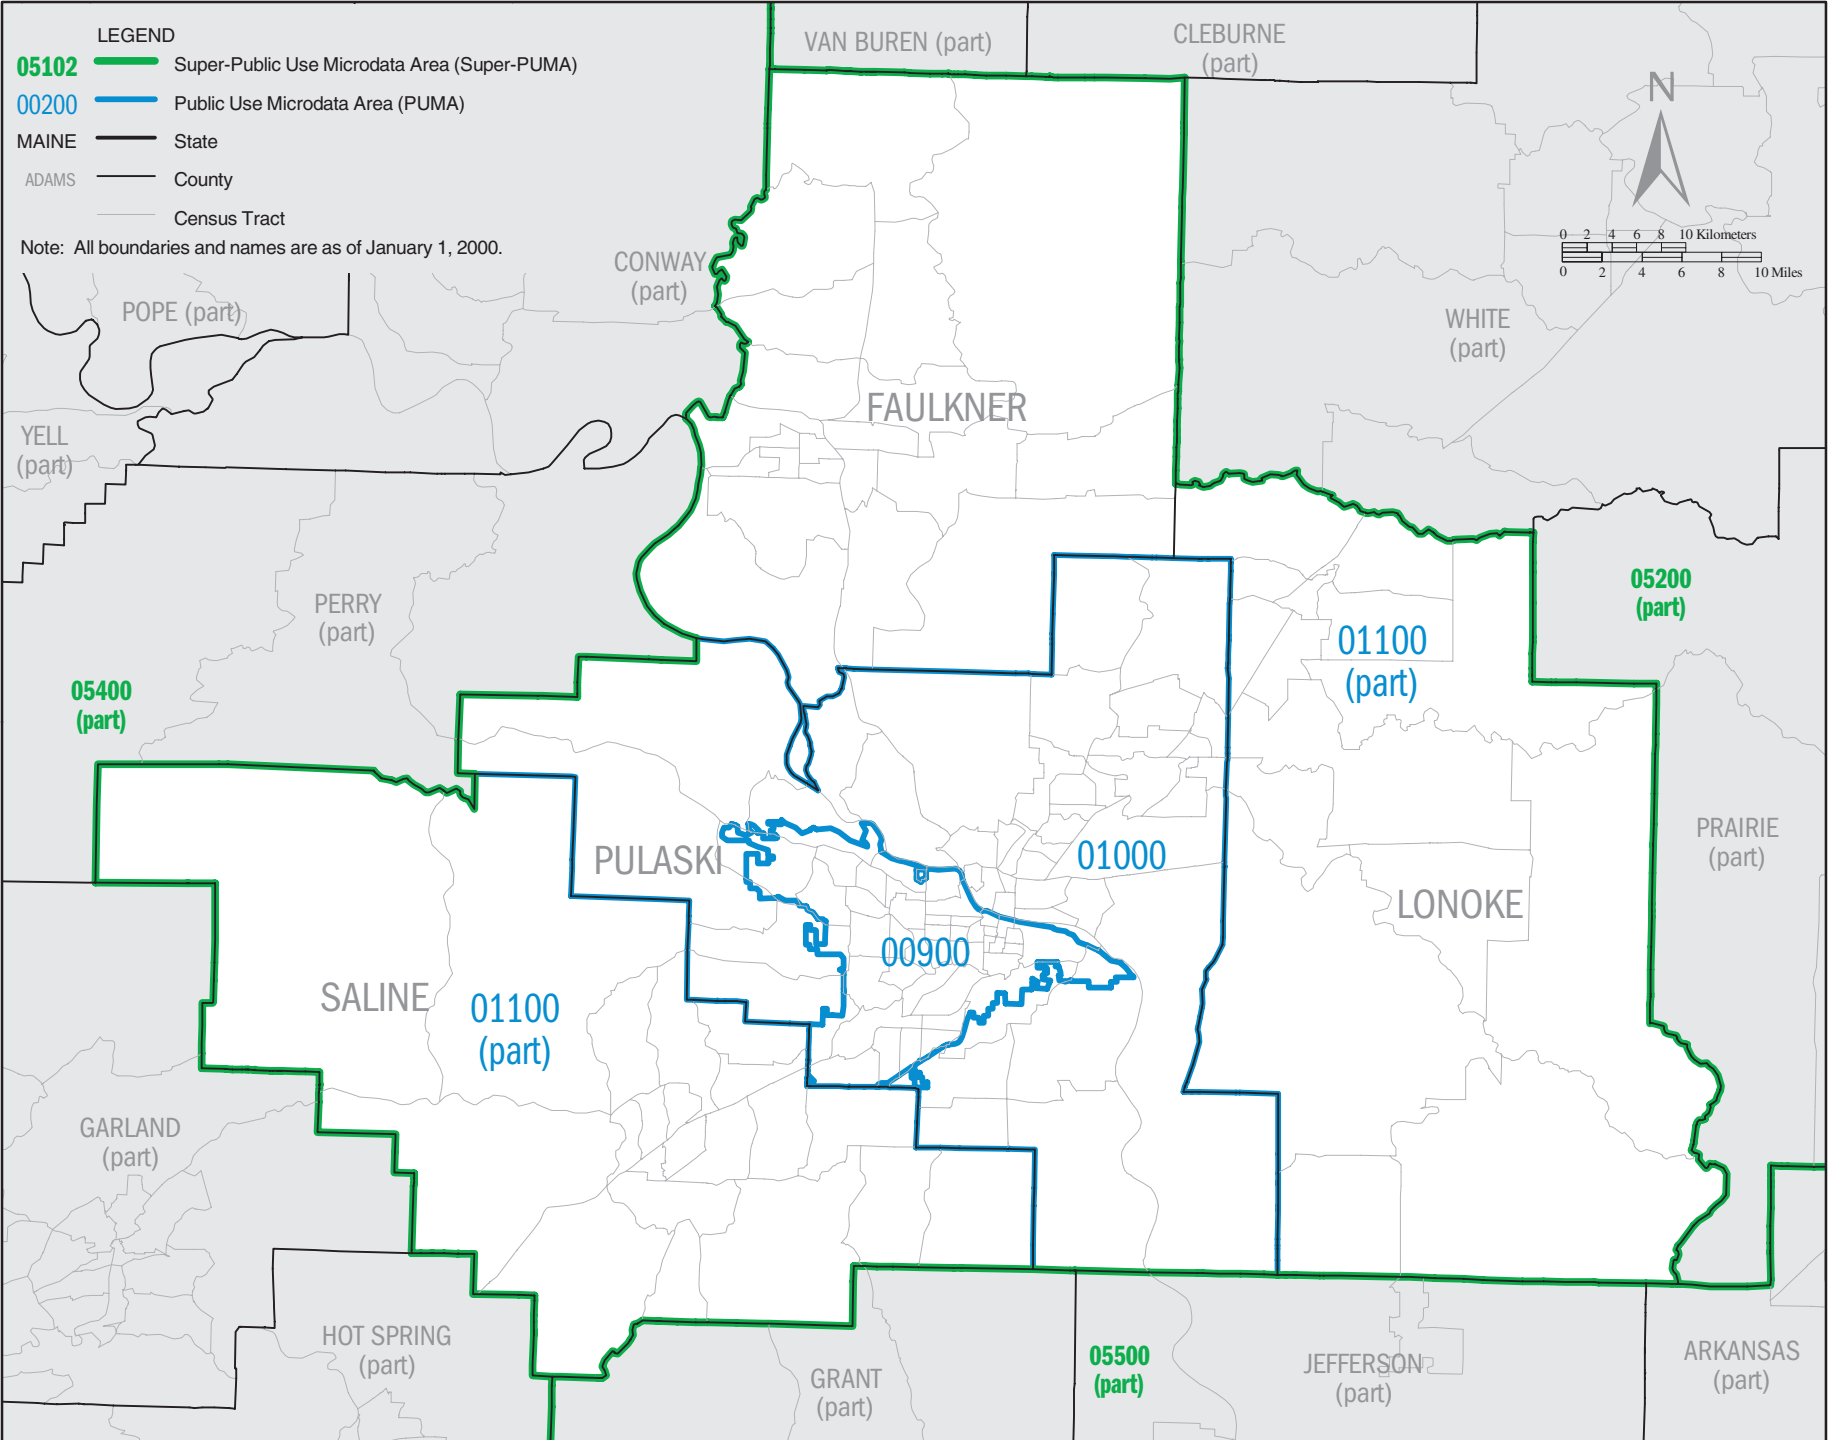 LEGEND
05102 Super-Public Use Microdata Area (Super-PUMA)
00200 Public Use Microdata Area (PUMA)
MAINE State
ADAMS County
Census Tract
Note: All boundaries and names are as of January 1, 2000.
VAN BUREN (part)
CLEBURNE
(part)
N
0 2 4 6 8 10 Kilometers
0 2 4 6 8 10 Miles
CONWAY
(part)
POPE (part)
WHITE
(part)
FAULKNER
YELL
(part)
05200
(part)
PERRY
(part)
01100
(part)
05400
(part)
PRAIRIE
(part)
PULASKI
01000
LONOKE
00900
SALINE
01100
(part)
GARLAND
(part)
HOT SPRING
(part)
GRANT
(part)
05500
(part)
JEFFERSON
(part)
ARKANSAS
(part)